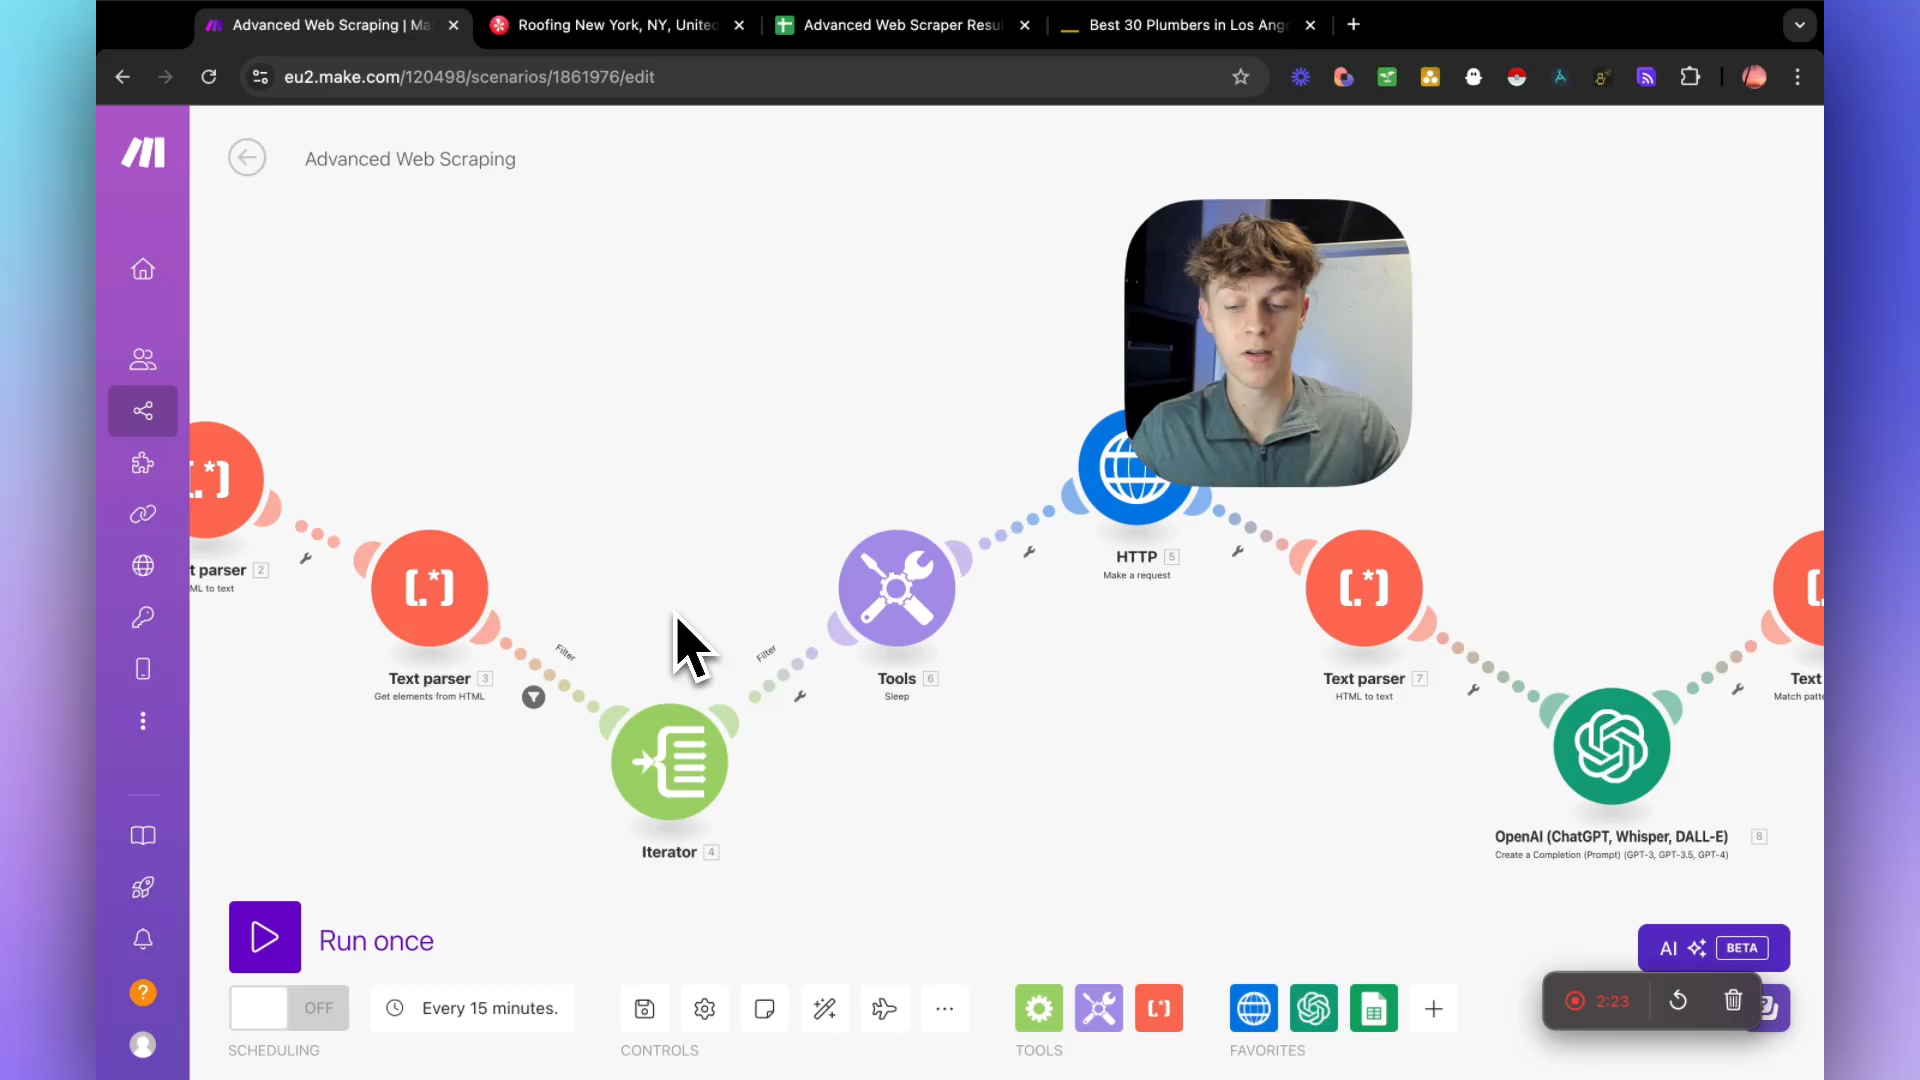 Advanced Web Scraping | Ma
Roofing New York, NY, United
Advanced Web Scraper Resul
Best 30 Plumbers in Los Ange
eu2.make.com/120498/scenarios/1861976/edit
Advanced Web Scraping
t parser 2
ML to text
Text parser 3
Get elements from HTML
Filter
Iterator 4
Filter
Tools 6
Sleep
HTTP 5
Make a request
Text parser 7
HTML to text
OpenAI (ChatGPT, Whisper, DALL-E) 8
Create a Completion (Prompt) (GPT-3, GPT-3.5, GPT-4)
Text
Match patte
Run once
AI BETA
OFF
Every 15 minutes.
2:23
SCHEDULING
CONTROLS
TOOLS
FAVORITES